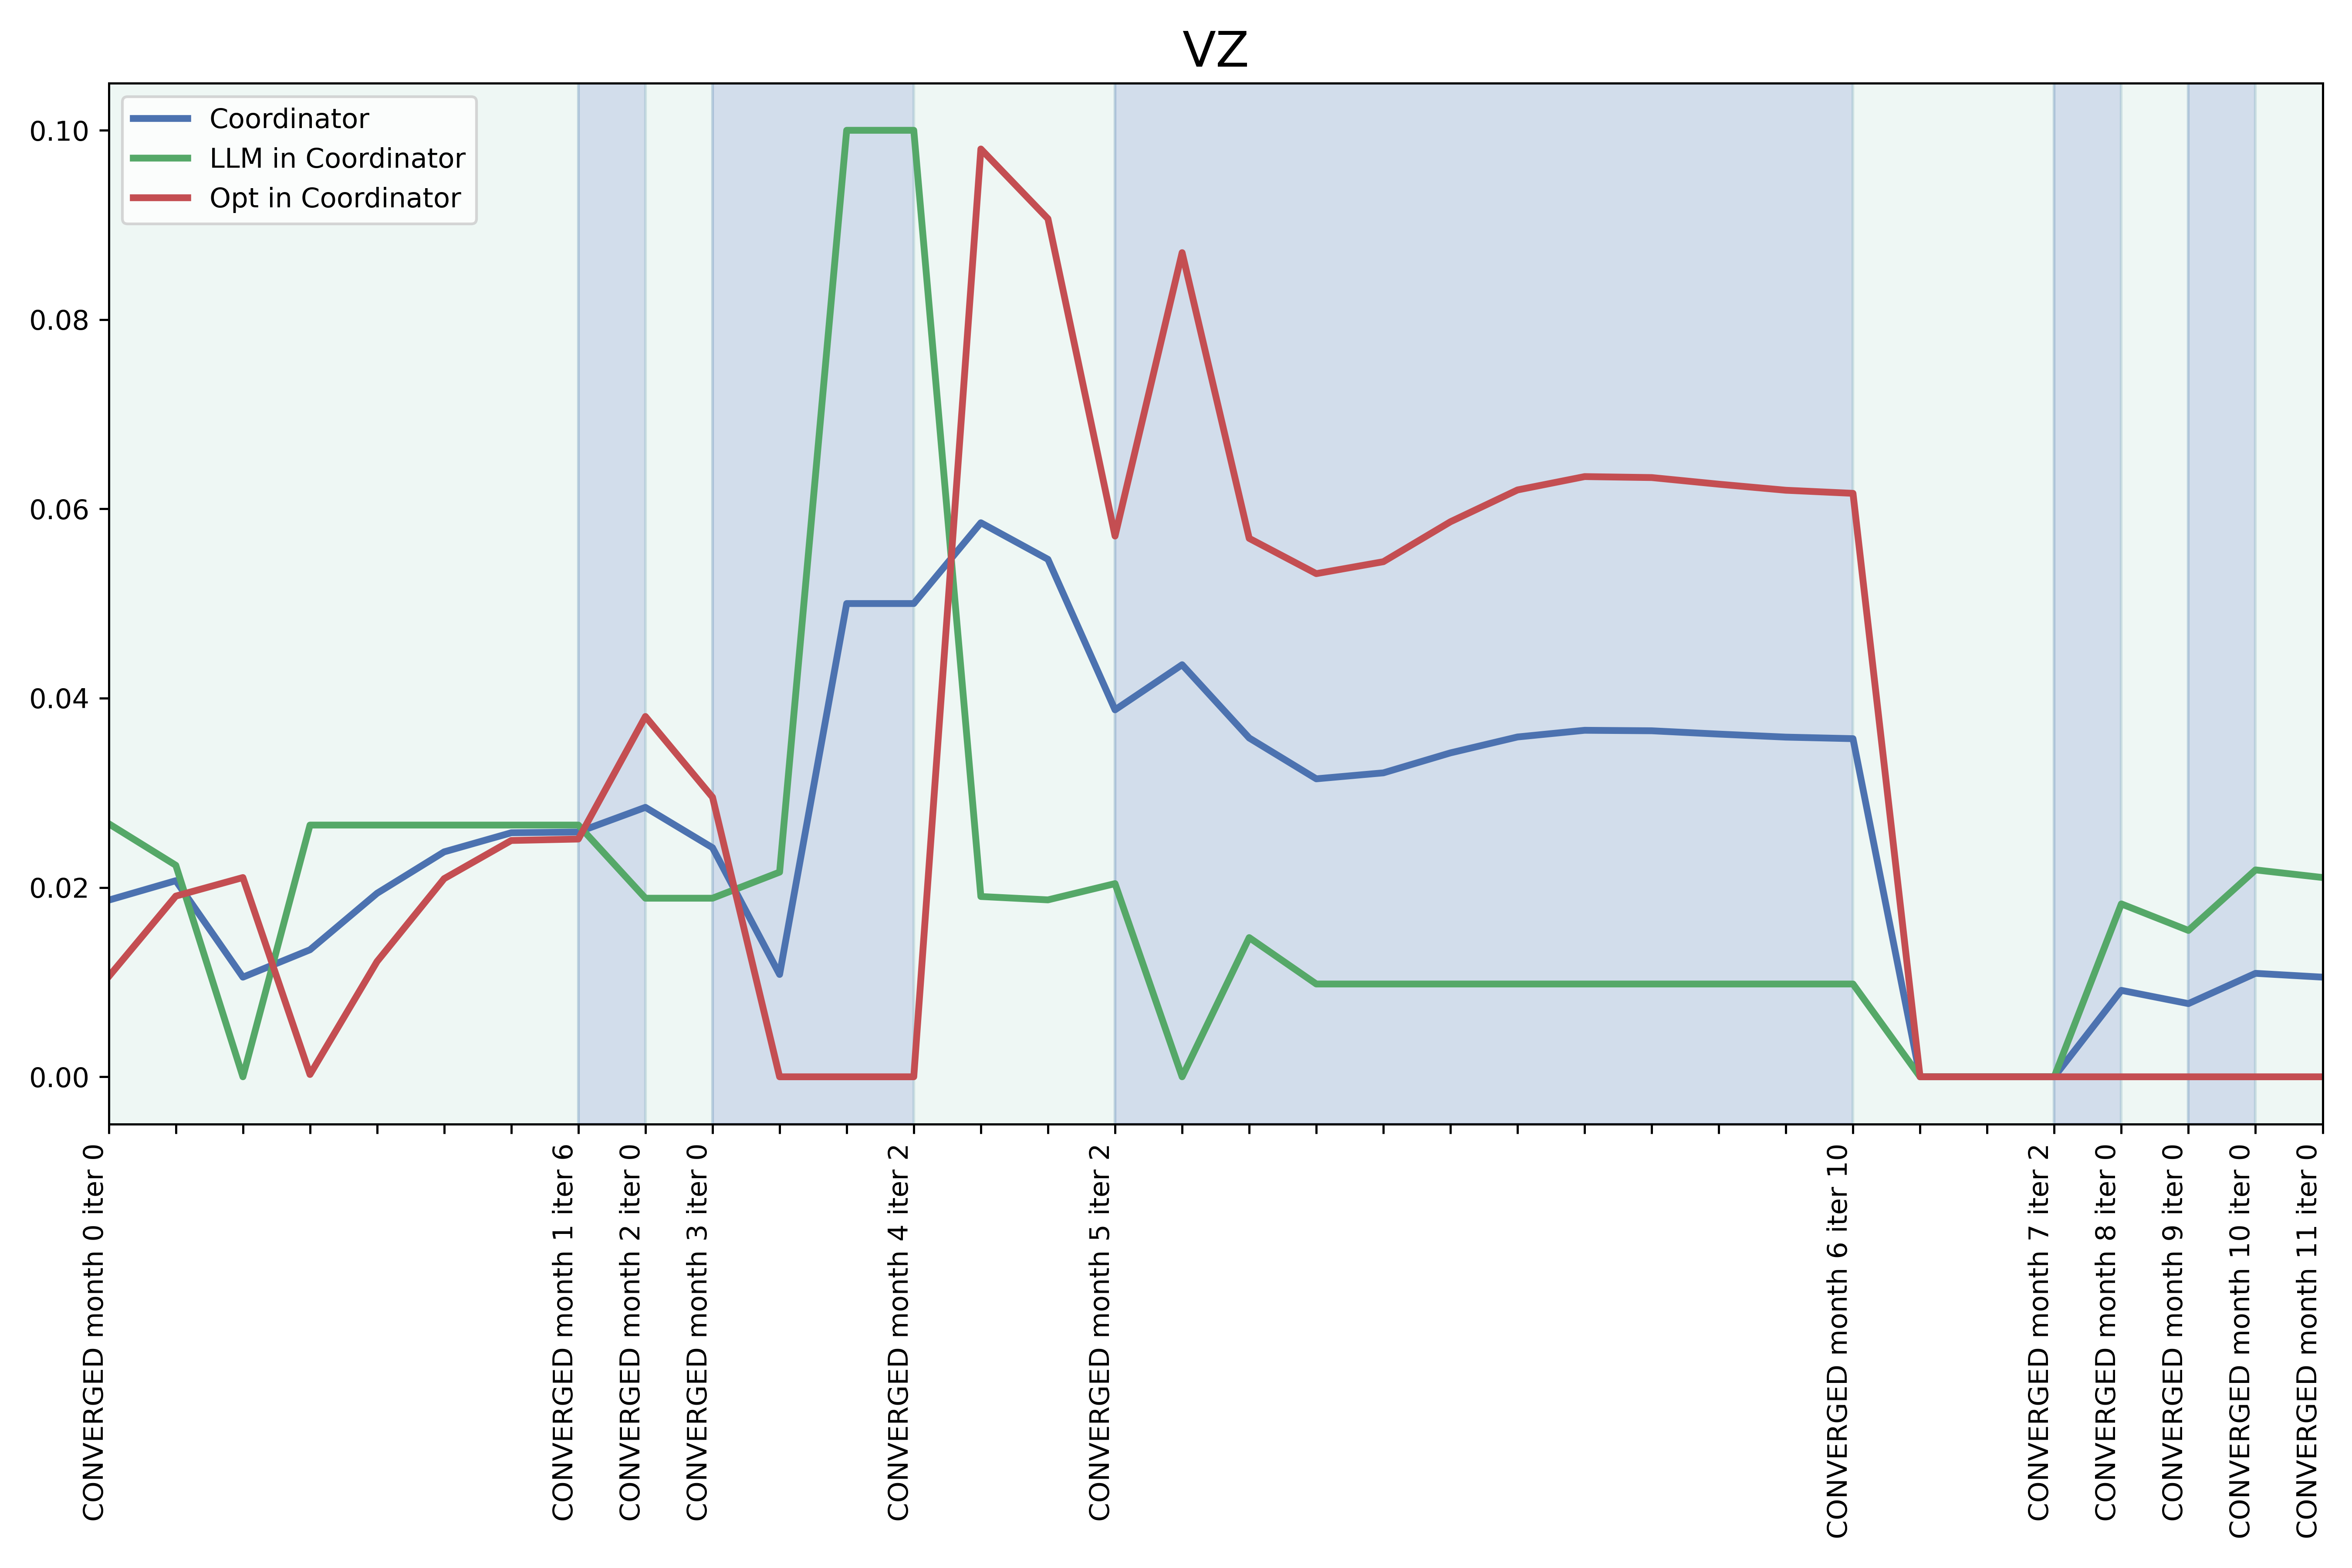 VZ
Coordinator
LLM in Coordinator
Opt in Coordinator
0.10
0.08
0.06
0.04
0.02
0.00
CONVERGED month 0 iter 0
CONVERGED month 1 iter 6
CONVERGED month 2 iter 0
CONVERGED month 3 iter 0
CONVERGED month 4 iter 2
CONVERGED month 5 iter 2
CONVERGED month 6 iter 10
CONVERGED month 7 iter 2
CONVERGED month 8 iter 0
CONVERGED month 9 iter 0
CONVERGED month 10 iter 0
CONVERGED month 11 iter 0